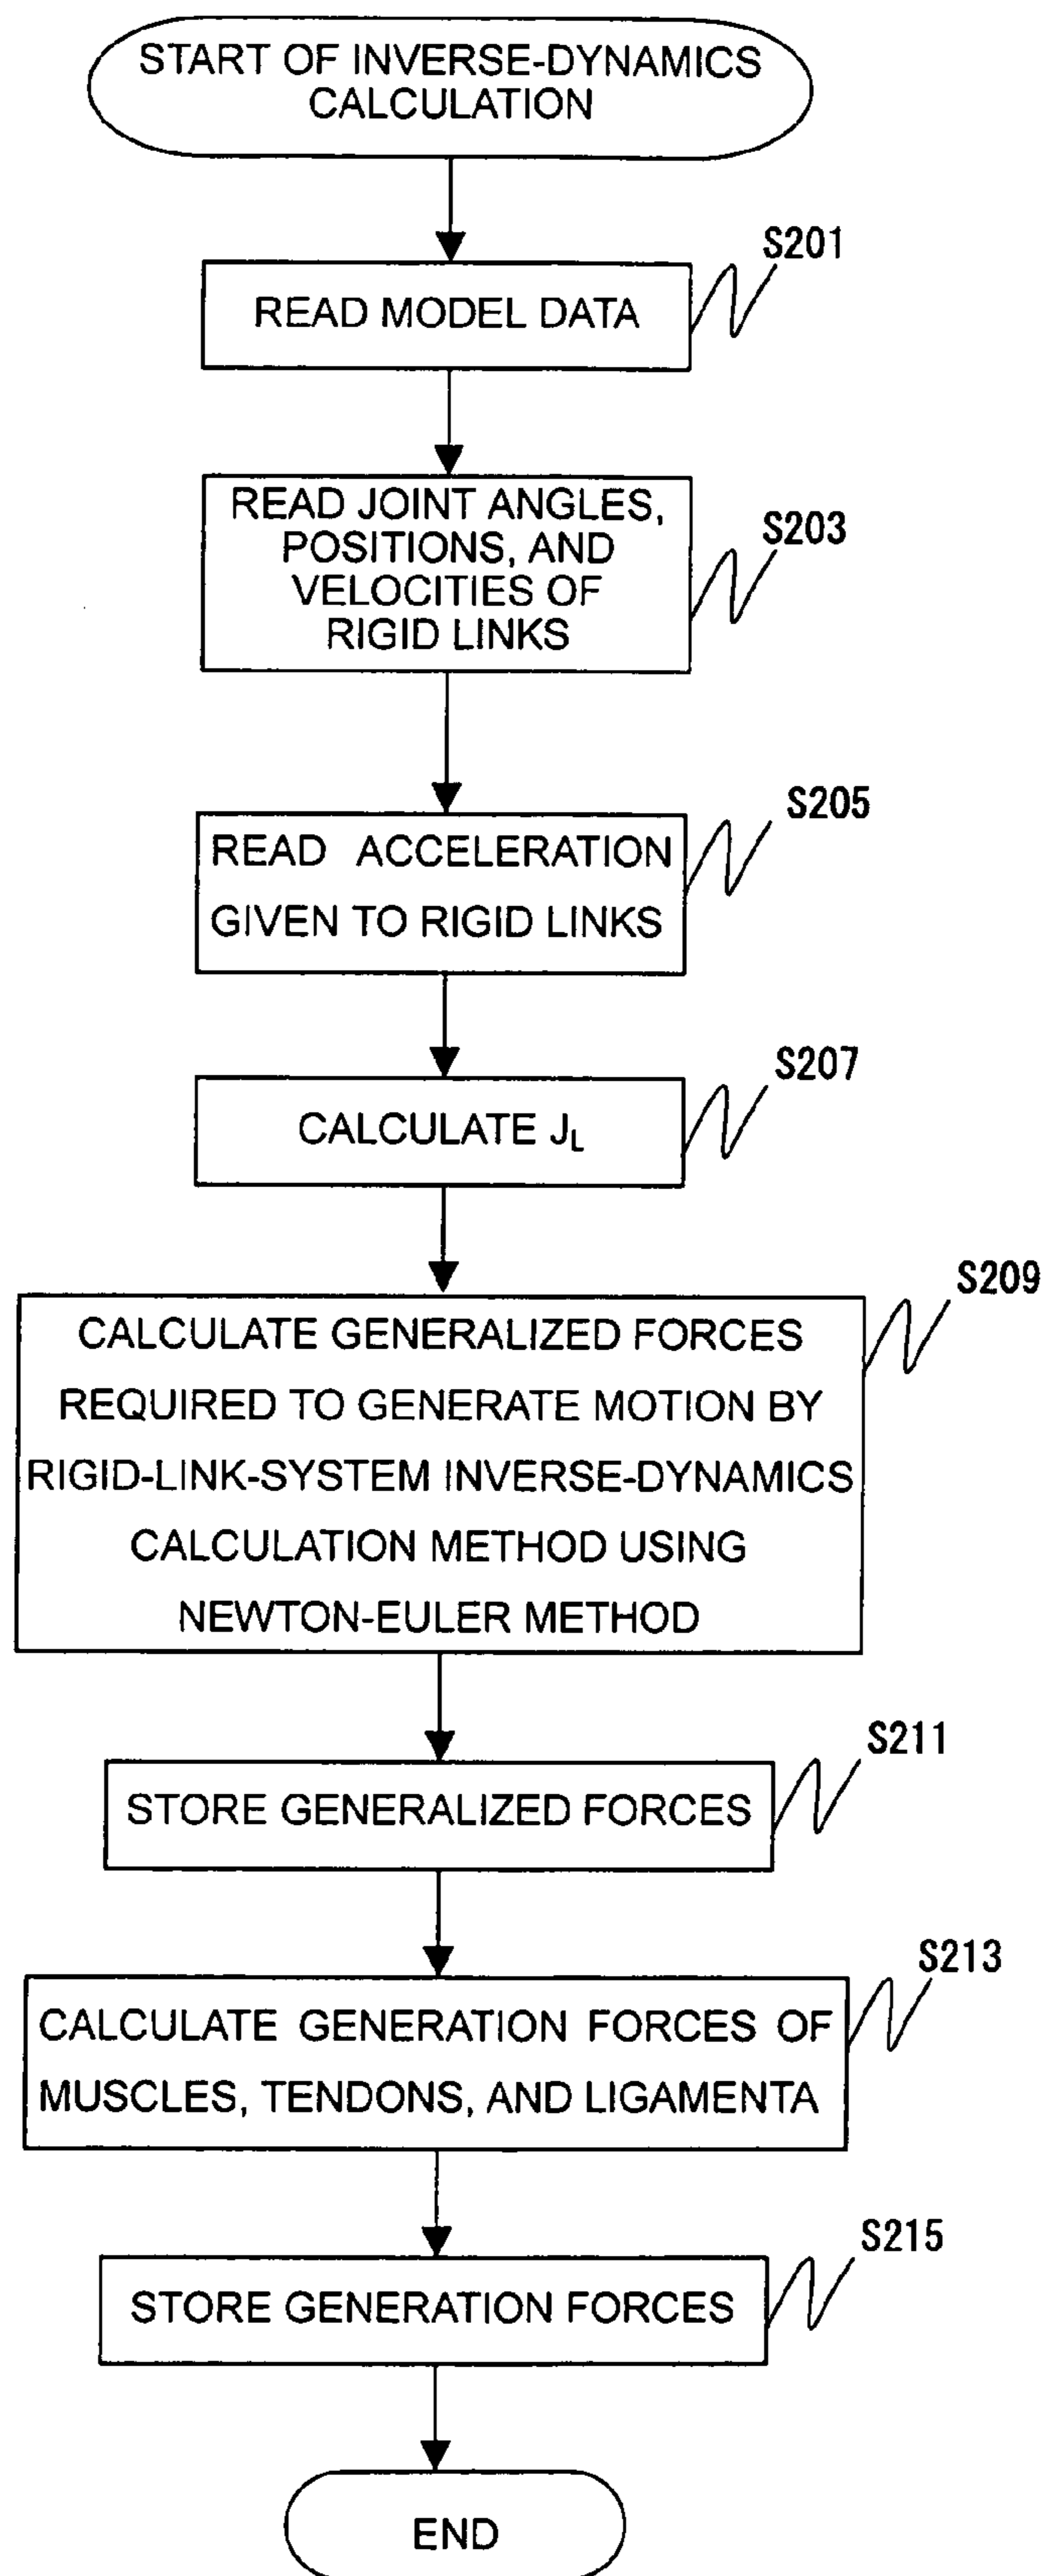 START OF INVERSE-DYNAMICS
CALCULATION
S201
READ MODEL DATA
S203
READ JOINT ANGLES,
POSITIONS, AND
VELOCITIES OF
RIGID LINKS
S205
READ ACCELERATION
GIVEN TO RIGID LINKS
S207
CALCULATE JL
S209
CALCULATE GENERALIZED FORCES
REQUIRED TO GENERATE MOTION BY
RIGID-LINK-SYSTEM INVERSE-DYNAMICS
CALCULATION METHOD USING
NEWTON-EULER METHOD
S211
STORE GENERALIZED FORCES
S213
CALCULATE GENERATION FORCES OF
MUSCLES, TENDONS, AND LIGAMENTA
S215
STORE GENERATION FORCES
END